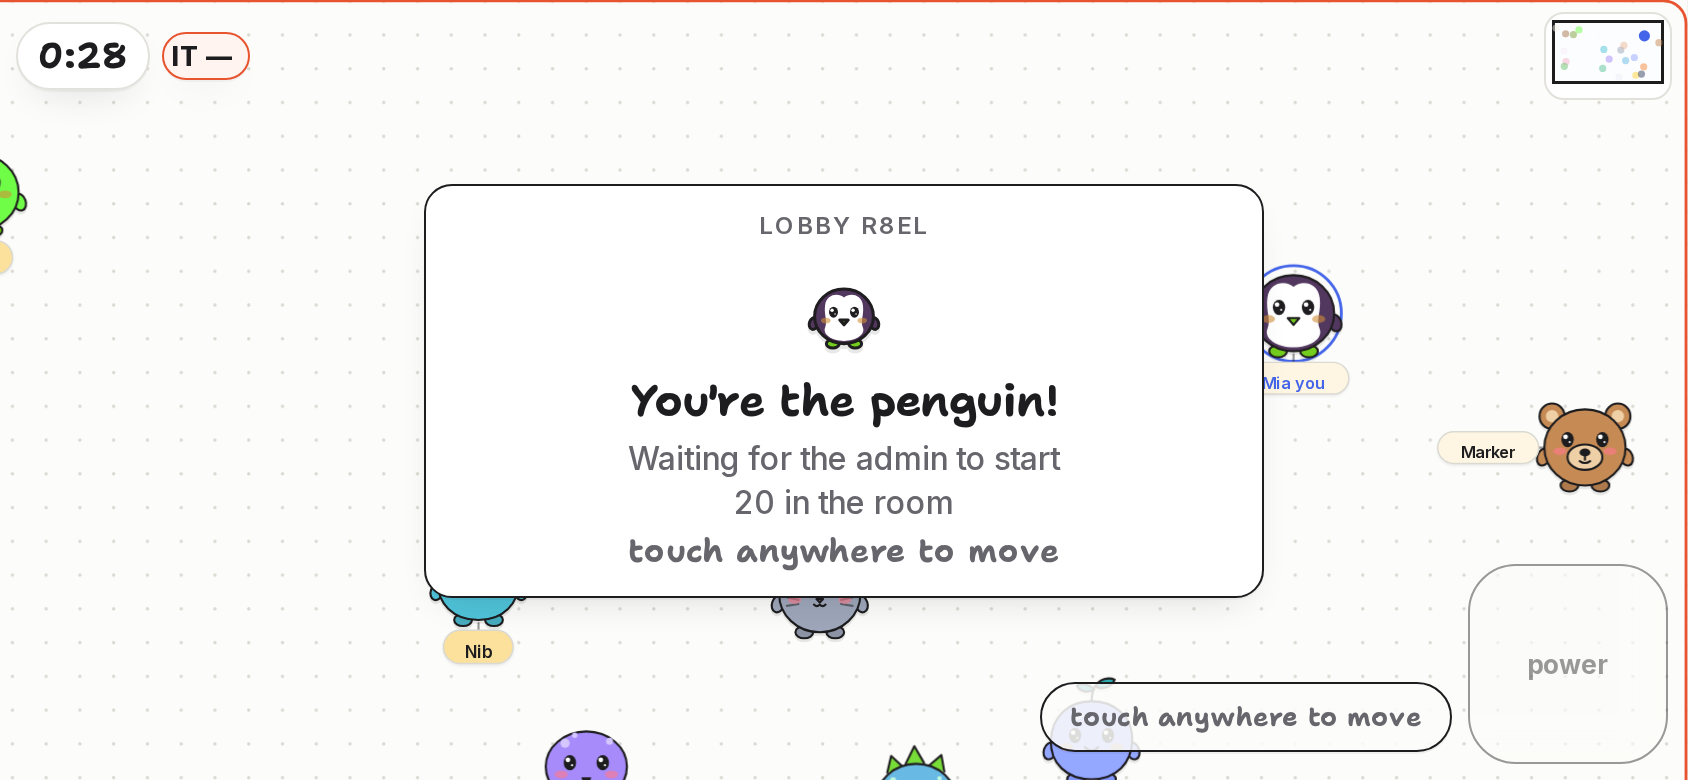 0:28
IT —
LOBBY R8EL
You're the penguin!
Waiting for the admin to start
20 in the room
touch anywhere to move
Mia you
Marker
Nib
power
touch anywhere to move